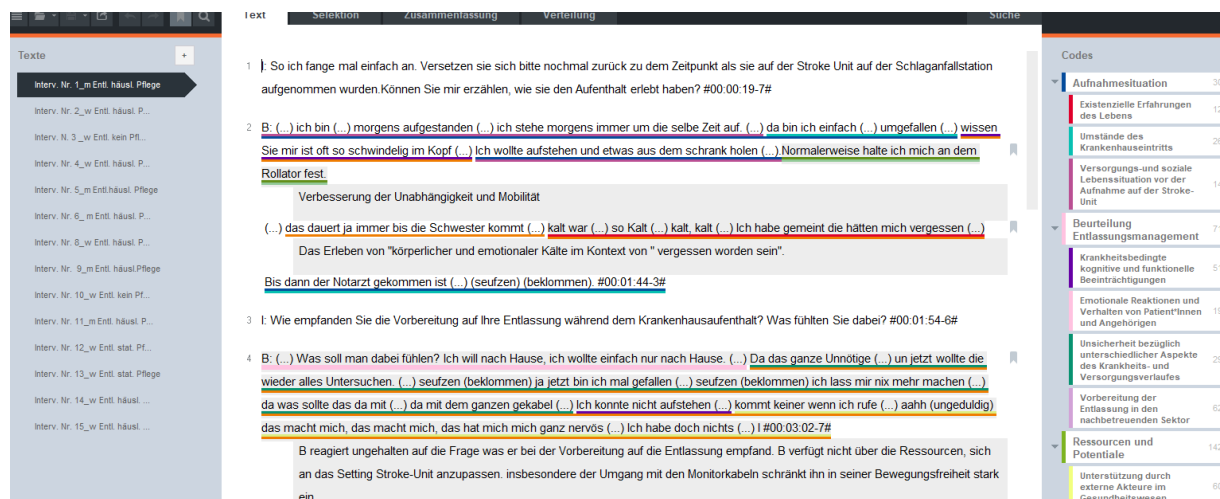 Text
Selektion
Zusammenfassung
Verteilung
Suche
Texte
+
Interv. Nr. 1_m Entl. häusl. Pflege
Interv. Nr. 2_w Entl. häusl. P...
Interv. N. 3 _w Entl. kein Pfl...
Interv. Nr. 4_w Entl. häusl. P...
Interv. Nr. 5_m Entl.häusl. Pflege
Interv. Nr. 6_ m Entl. häusl. P...
Interv. Nr. 8_w Entl. häusl. P...
Interv. Nr. 9_m Entl. häusl.Pflege
Interv. Nr. 10_w Entl. kein Pf...
Interv. Nr. 11_m Entl. häusl. P...
Interv. Nr. 12_w Entl. stat. Pf...
Interv. Nr. 13_w Entl. stat. Pflege
Interv. Nr. 14_w Entl. häusl. ...
Interv. Nr. 15_w Entl. häusl. ...
1 I: So ich fange mal einfach an. Versetzen sie sich bitte nochmal zurück zu dem Zeitpunkt als sie auf der Stroke Unit auf der Schlaganfallstation
aufgenommen wurden.Können Sie mir erzählen, wie sie den Aufenthalt erlebt haben? #00:00:19-7#
2 B: (...) ich bin (...) morgens aufgestanden (...) ich stehe morgens immer um die selbe Zeit auf. (...) da bin ich einfach (...) umgefallen (...) wissen
Sie mir ist oft so schwindelig im Kopf (...) Ich wollte aufstehen und etwas aus dem schrank holen (...).Normalerweise halte ich mich an dem
Rollator fest.
Verbesserung der Unabhängigkeit und Mobilität
(...) das dauert ja immer bis die Schwester kommt (...) kalt war (...) so Kalt (...) kalt, kalt (...) Ich habe gemeint die hätten mich vergessen (...)
Das Erleben von "körperlicher und emotionaler Kälte im Kontext von " vergessen worden sein".
Bis dann der Notarzt gekommen ist (...) (seufzen) (beklommen). #00:01:44-3#
3 I: Wie empfanden Sie die Vorbereitung auf Ihre Entlassung während dem Krankenhausaufenthalt? Was fühlten Sie dabei? #00:01:54-6#
4 B: (...) Was soll man dabei fühlen? Ich will nach Hause, ich wollte einfach nur nach Hause. (...) Da das ganze Unnötige (...) un jetzt wollte die
wieder alles Untersuchen. (...) seufzen (beklommen) ja jetzt bin ich mal gefallen (...) seufzen (beklommen) ich lass mir nix mehr machen (...)
da was sollte das da mit (...) da mit dem ganzen gekabel (...) Ich konnte nicht aufstehen (...) kommt keiner wenn ich rufe (...) aahh (ungeduldig)
das macht mich, das macht mich, das hat mich mich ganz nervös (...) Ich habe doch nichts (...) I #00:03:02-7#
B reagiert ungehalten auf die Frage was er bei der Vorbereitung auf die Entlassung empfand. B verfügt nicht über die Ressourcen, sich
an das Setting Stroke-Unit anzupassen. insbesondere der Umgang mit den Monitorkabeln schränkt ihn in seiner Bewegungsfreiheit stark
ein
Codes
Aufnahmesituation
Existenzielle Erfahrungen
des Lebens
Umstände des
Krankenhauseintritts
Versorgungs-und soziale
Lebenssituation vor der
Aufnahme auf der Stroke-
Unit
Beurteilung
Entlassungsmanagement
Krankheitsbedingte
kognitive und funktionelle
Beeinträchtigungen
Emotionale Reaktionen und
Verhalten von Patient*Innen
und Angehörigen
Unsicherheit bezüglich
unterschiedlicher Aspekte
des Krankheits- und
Versorgungsverlaufes
Vorbereitung der
Entlassung in den
nachbetreuenden Sektor
Ressourcen und
Potentiale
142
Unterstützung durch
externe Akteure im
Gesundheitswesen